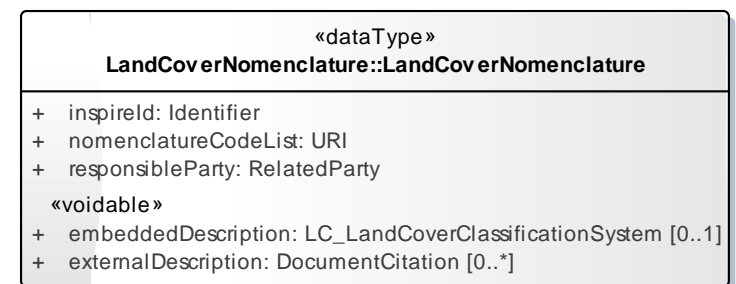 «dataType»
LandCoverNomenclature::LandCoverNomenclature
+ inspireId: Identifier
+ nomenclatureCodeList: URI
+ responsibleParty: RelatedParty
«voidable»
+ embeddedDescription: LC_LandCoverClassificationSystem [0..1]
+ externalDescription: DocumentCitation [0..*]